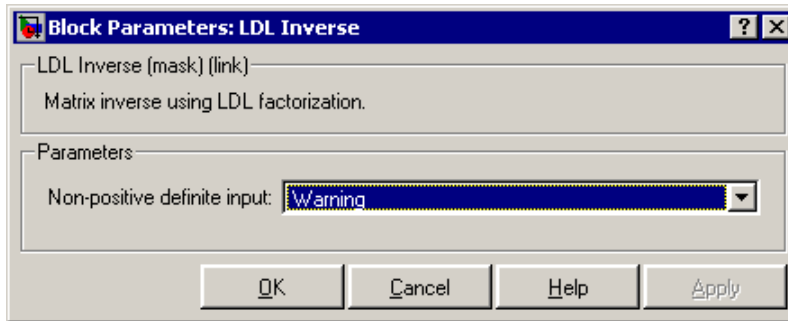 Block Parameters: LDL Inverse
LDL Inverse (mask) (link)
Matrix inverse using LDL factorization.
Parameters
Non-positive definite input: Warning
OK Cancel Help Apply